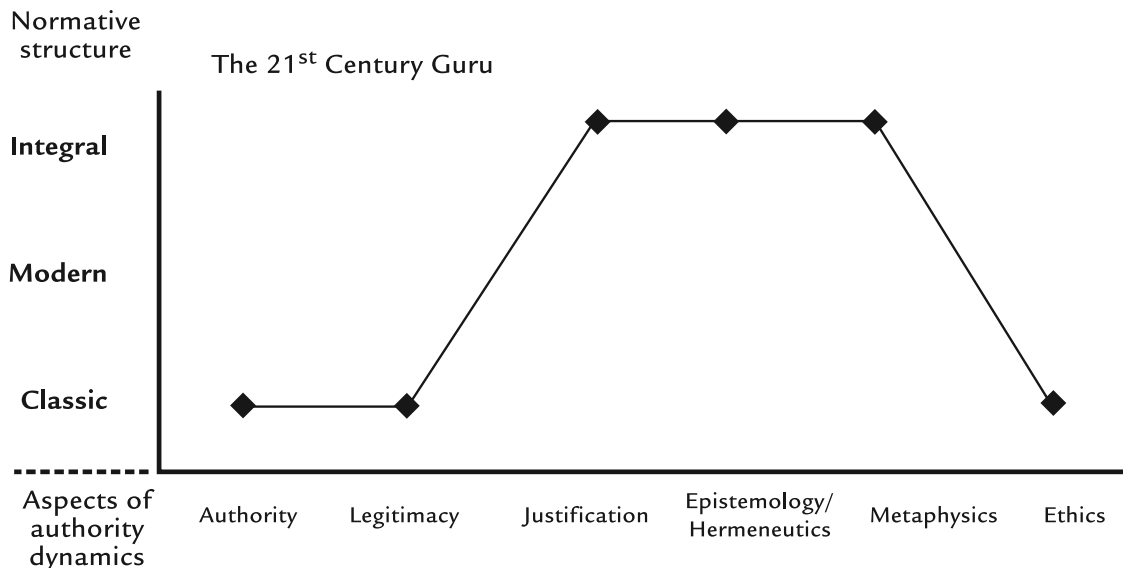 Normative
structure
The 21st Century Guru
Integral
Modern
Classic
Aspects of
authority
dynamics
Authority
Legitimacy
Justification
Epistemology/
Hermeneutics
Metaphysics
Ethics